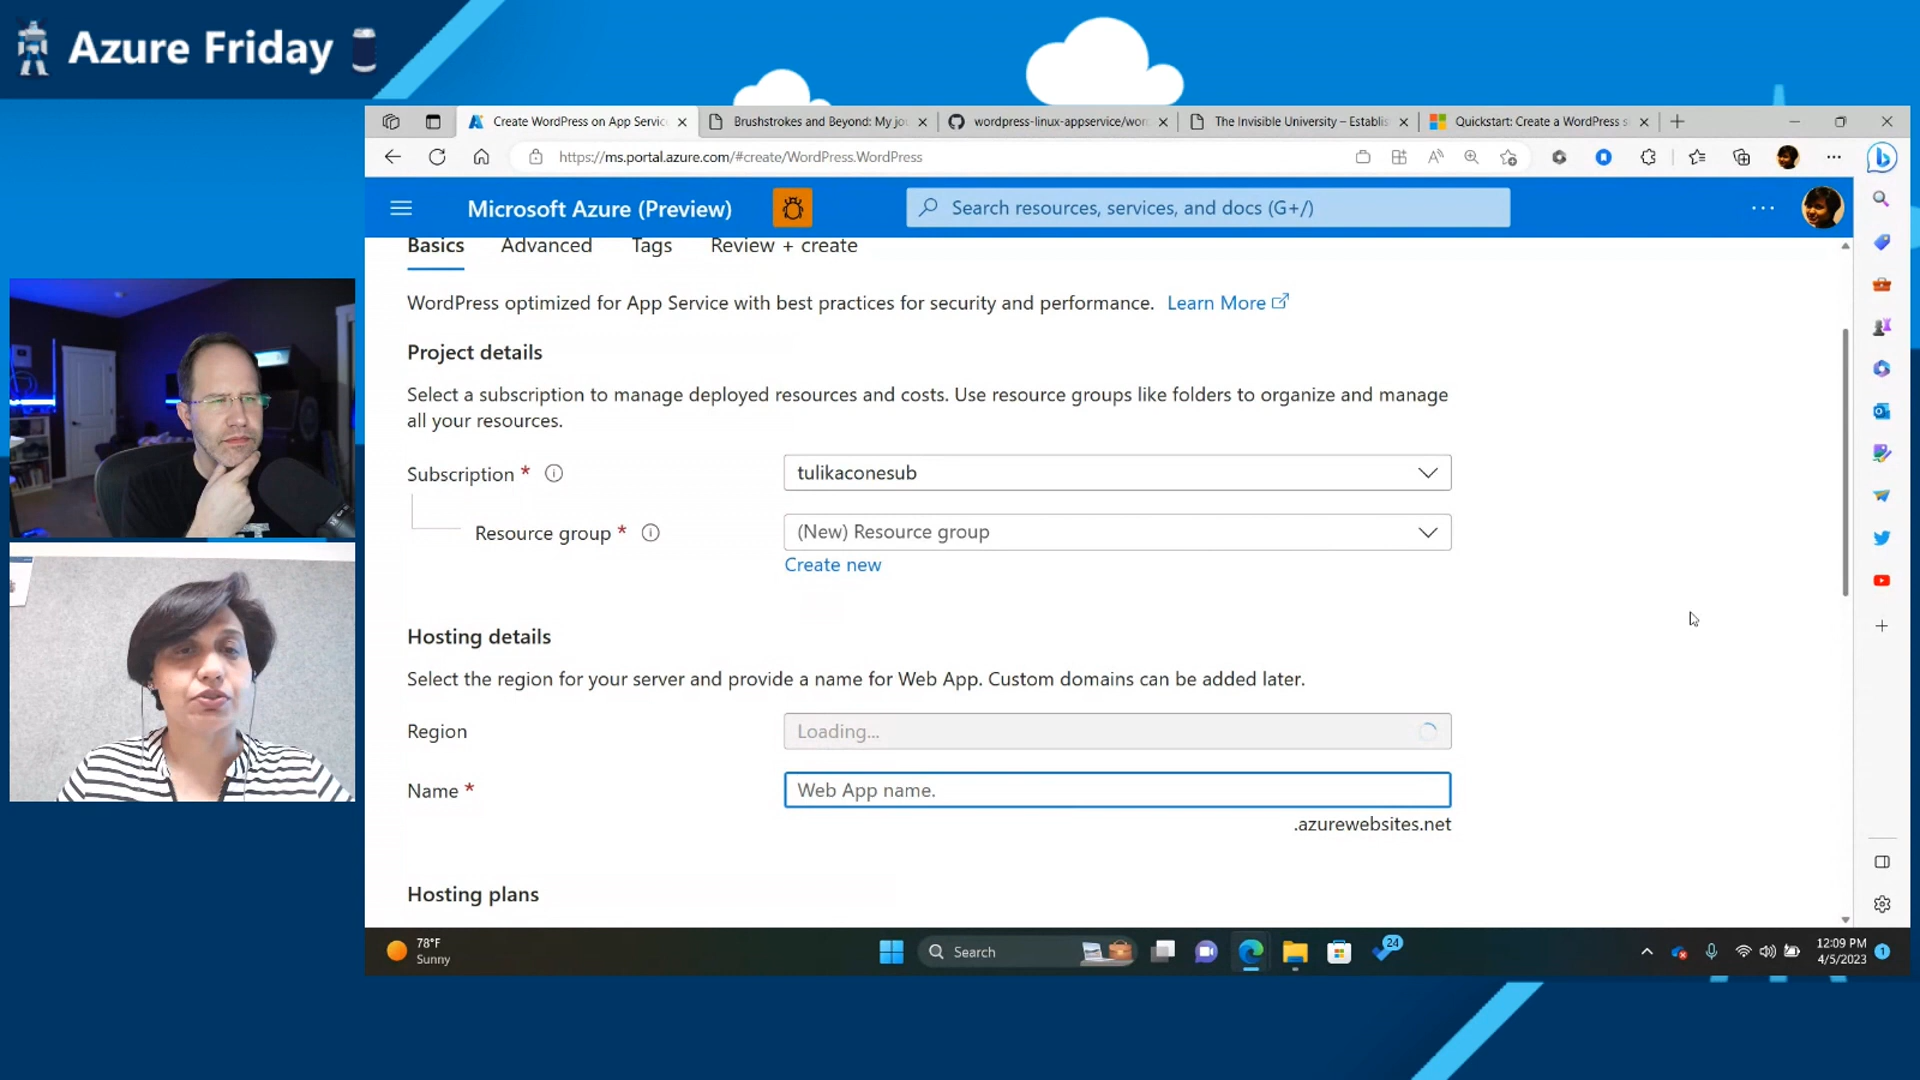 Azure Friday
Create WordPress on App Servic
Brushstrokes and Beyond: My jo
wordpress-linux-appservice/wor
The Invisible University – Establis
Quickstart: Create a WordPress s
https://ms.portal.azure.com/#create/WordPress.WordPress
Microsoft Azure (Preview)
Search resources, services, and docs (G+/)
Basics
Advanced
Tags
Review + create
WordPress optimized for App Service with best practices for security and performance. Learn More
Project details
Select a subscription to manage deployed resources and costs. Use resource groups like folders to organize and manage
all your resources.
Subscription *
tulikaconesub
Resource group *
(New) Resource group
Create new
Hosting details
Select the region for your server and provide a name for Web App. Custom domains can be added later.
Region
Loading...
Name *
Web App name.
.azurewebsites.net
Hosting plans
78°F
Sunny
Search
24
12:09 PM
4/5/2023
1